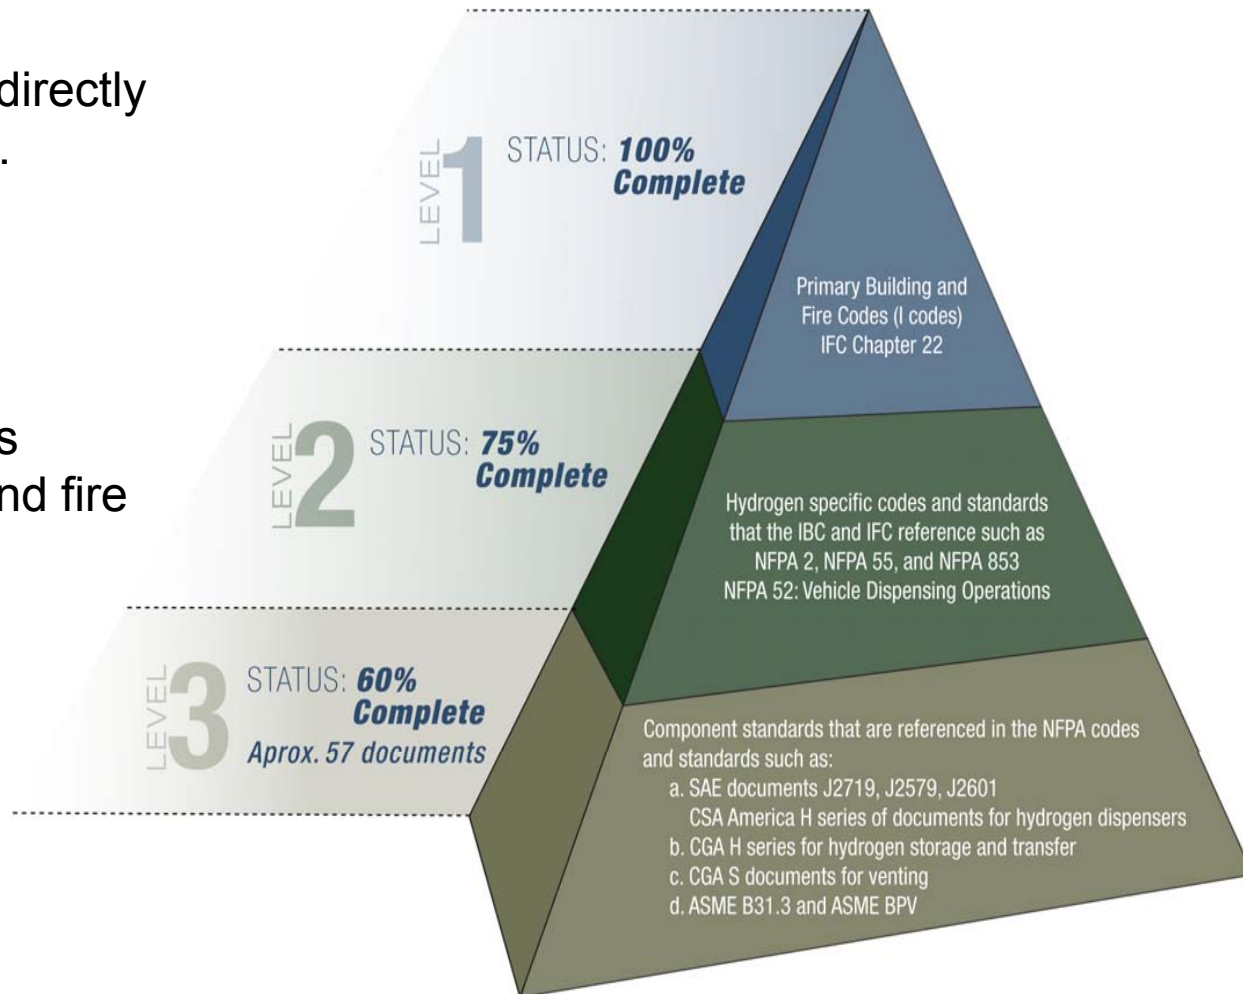 directly
.
s
nd fire
LEVEL 1
STATUS: 100%
Complete
Primary Building and
Fire Codes (I codes)
IFC Chapter 22
LEVEL 2
STATUS: 75%
Complete
Hydrogen specific codes and standards
that the IBC and IFC reference such as
NFPA 2, NFPA 55, and NFPA 853
NFPA 52: Vehicle Dispensing Operations
LEVEL 3
STATUS: 60%
Complete
Aprox. 57 documents
Component standards that are referenced in the NFPA codes
and standards such as:
a. SAE documents J2719, J2579, J2601
CSA America H series of documents for hydrogen dispensers
b. CGA H series for hydrogen storage and transfer
c. CGA S documents for venting
d. ASME B31.3 and ASME BPV